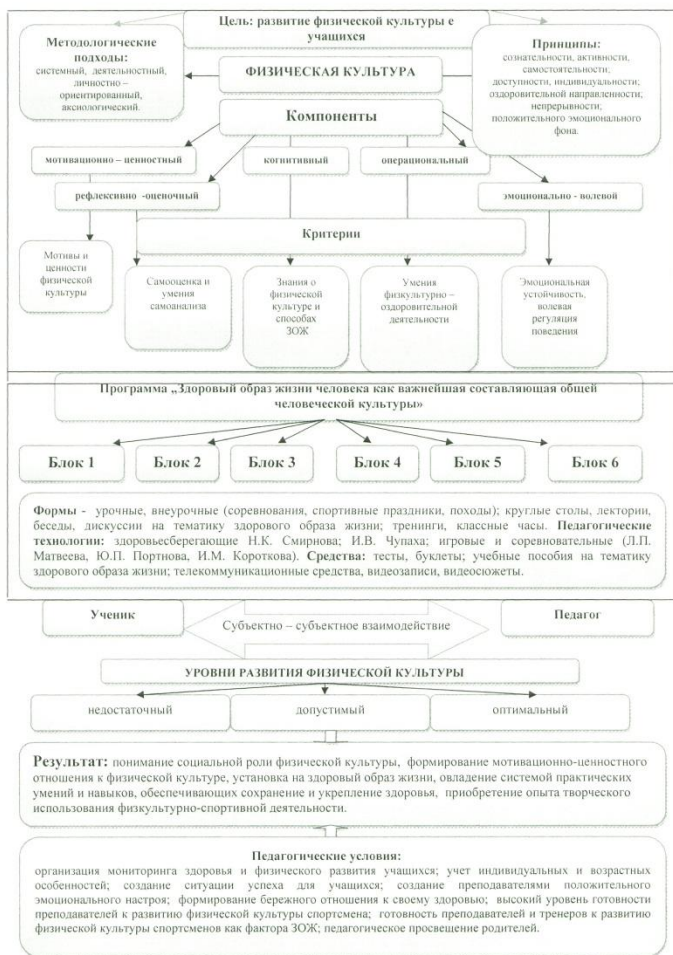 Цель: развитие физической культуры е
учащихся
Методологические
подходы:
системный, деятельностный,
личностно –
ориентированный,
аксиологический.
ФИЗИЧЕСКАЯ КУЛЬТУРА
Принципы:
сознательности, активности,
самостоятельности;
доступности, индивидуальности;
оздоровительной направленности;
непрерывности;
положительного эмоционального
фона.
Компоненты
мотивационно – ценностный
когнитивный
операциональный
рефлексивно -оценочный
эмоционально - волевой
Критерии
Мотивы и
ценности
физической
культуры
Самооценка и
умения
самоанализа
Знания о
физической
культуре и
способах
ЗОЖ
Умения
физкультурно –
оздоровительной
деятельности
Эмоциональная
устойчивость,
волевая
регуляция
поведения
Программа „Здоровый образ жизни человека как важнейшая составляющая общей
человеческой культуры»
Блок 1
Блок 2
Блок 3
Блок 4
Блок 5
Блок 6
Формы - урочные, внеурочные (соревнования, спортивные праздники, походы); круглые столы, лектории,
беседы, дискуссии на тематику здорового образа жизни; тренинги, классные часы. Педагогические
технологии: здоровьесберегающие Н.К. Смирнова; И.В. Чупаха; игровые и соревновательные (Л.П.
Матвеева, Ю.П. Портнова, И.М. Короткова). Средства: тесты, буклеты; учебные пособия на тематику
здорового образа жизни; телекоммуникационные средства, видеозаписи, видеосюжеты.
Ученик
Субъектно – субъектное взаимодействие
Педагог
УРОВНИ РАЗВИТИЯ ФИЗИЧЕСКОЙ КУЛЬТУРЫ
недостаточный
допустимый
оптимальный
Результат: понимание социальной роли физической культуры, формирование мотивационно-ценностного
отношения к физической культуре, установка на здоровый образ жизни, овладение системой практических
умений и навыков, обеспечивающих сохранение и укрепление здоровья, приобретение опыта творческого
использования физкультурно-спортивной деятельности.
Педагогические условия:
организация мониторинга здоровья и физического развития учащихся; учет индивидуальных и возрастных
особенностей; создание ситуации успеха для учащихся; создание преподавателями положительного
эмоционального настроя; формирование бережного отношения к своему здоровью; высокий уровень готовности
преподавателей к развитию физической культуры спортсмена; готовность преподавателей и тренеров к развитию
физической культуры спортсменов как фактора ЗОЖ; педагогическое просвещение родителей.